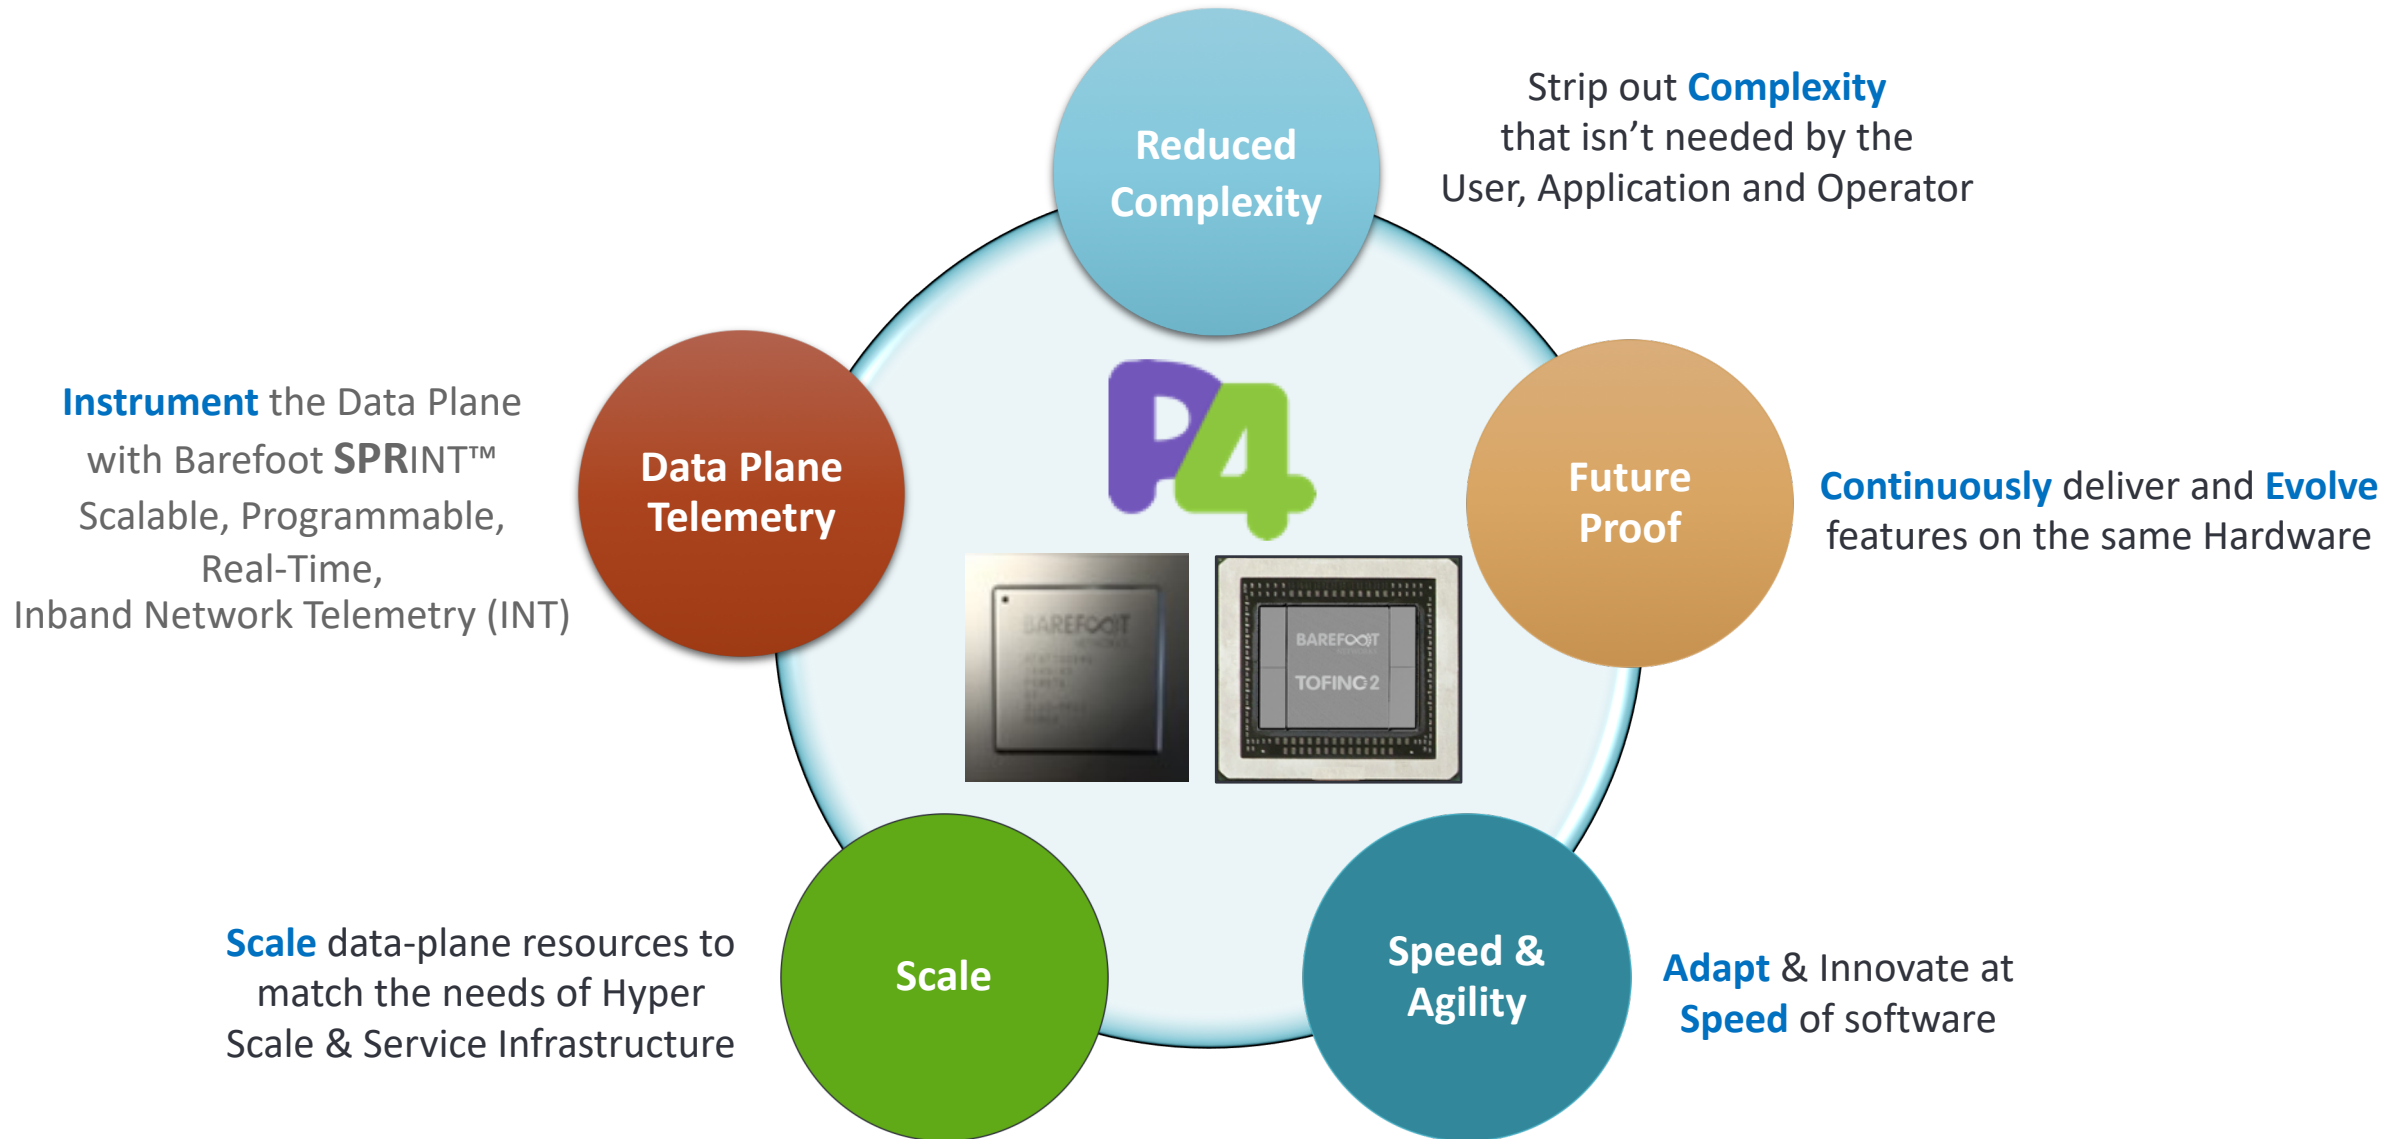 Reduced
Complexity
Strip out Complexity
that isn’t needed by the
User, Application and Operator
Future
Proof
Continuously deliver and Evolve
features on the same Hardware
Speed &
Agility
Adapt & Innovate at
Speed of software
Scale
Scale data-plane resources to
match the needs of Hyper
Scale & Service Infrastructure
Data Plane
Telemetry
Instrument the Data Plane
with Barefoot SPRINT™
Scalable, Programmable,
Real-Time,
Inband Network Telemetry (INT)
P4
BAREFOOT
BAREFOOT
NETWORKS
TOFINO 2